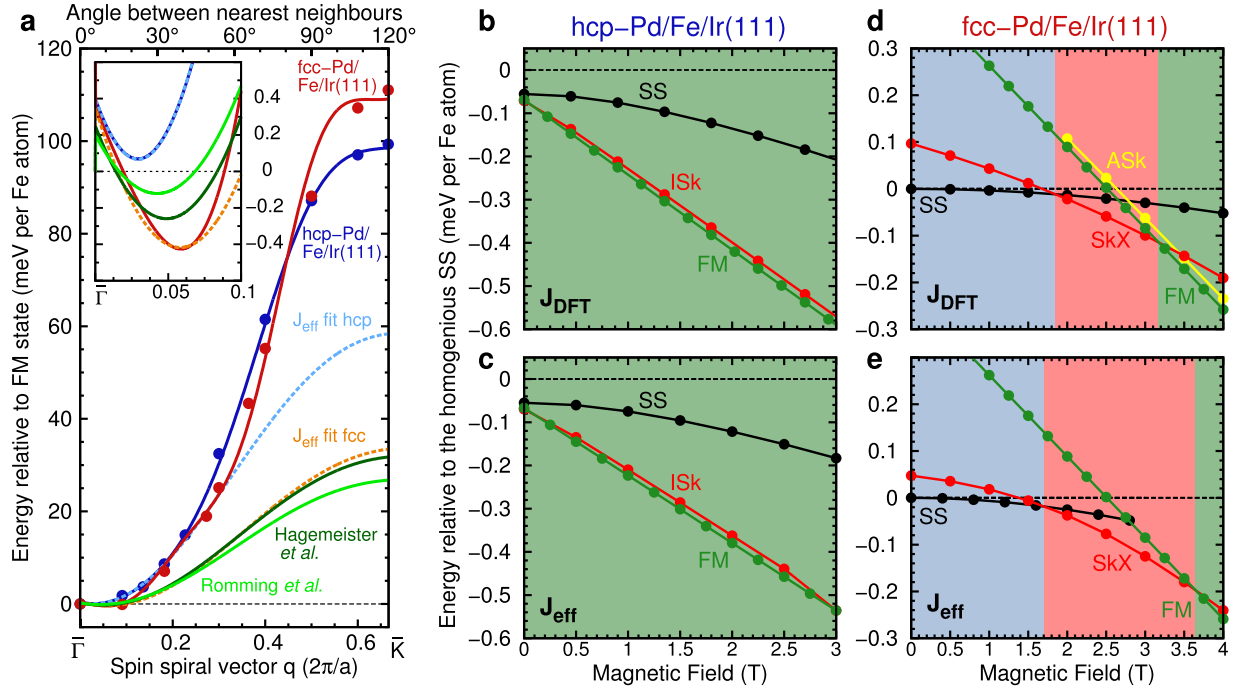 a
Angle between nearest neighbours
0° 30° 60° 90° 120°
Energy relative to FM state (meV per Fe atom)
120
100
80
60
40
20
0
0.4
0.2
0
−0.2
−0.4
Γ̅ 0.05 0.1
fcc−Pd/
Fe/Ir(111)
hcp−Pd/
Fe/Ir(111)
J_eff fit hcp
J_eff fit fcc
Hagemeister
et al.
Romming et al.
Γ̅ 0.2 0.4 K̅
Spin spiral vector q (2π/a)
b
hcp−Pd/Fe/Ir(111)
Energy relative to the homogenious SS (meV per Fe atom)
0
−0.1
−0.2
−0.3
−0.4
−0.5
−0.6
SS
ISk
FM
J_DFT
c
0
−0.1
−0.2
−0.3
−0.4
−0.5
−0.6
SS
ISk
FM
J_eff
0 0.5 1 1.5 2 2.5 3
Magnetic Field (T)
d
fcc−Pd/Fe/Ir(111)
0.3
0.2
0.1
0
−0.1
−0.2
−0.3
SS
ASk
SkX
FM
J_DFT
e
0.2
0.1
0
−0.1
−0.2
−0.3
SS
SkX
FM
J_eff
0 0.5 1 1.5 2 2.5 3 3.5 4
Magnetic Field (T)